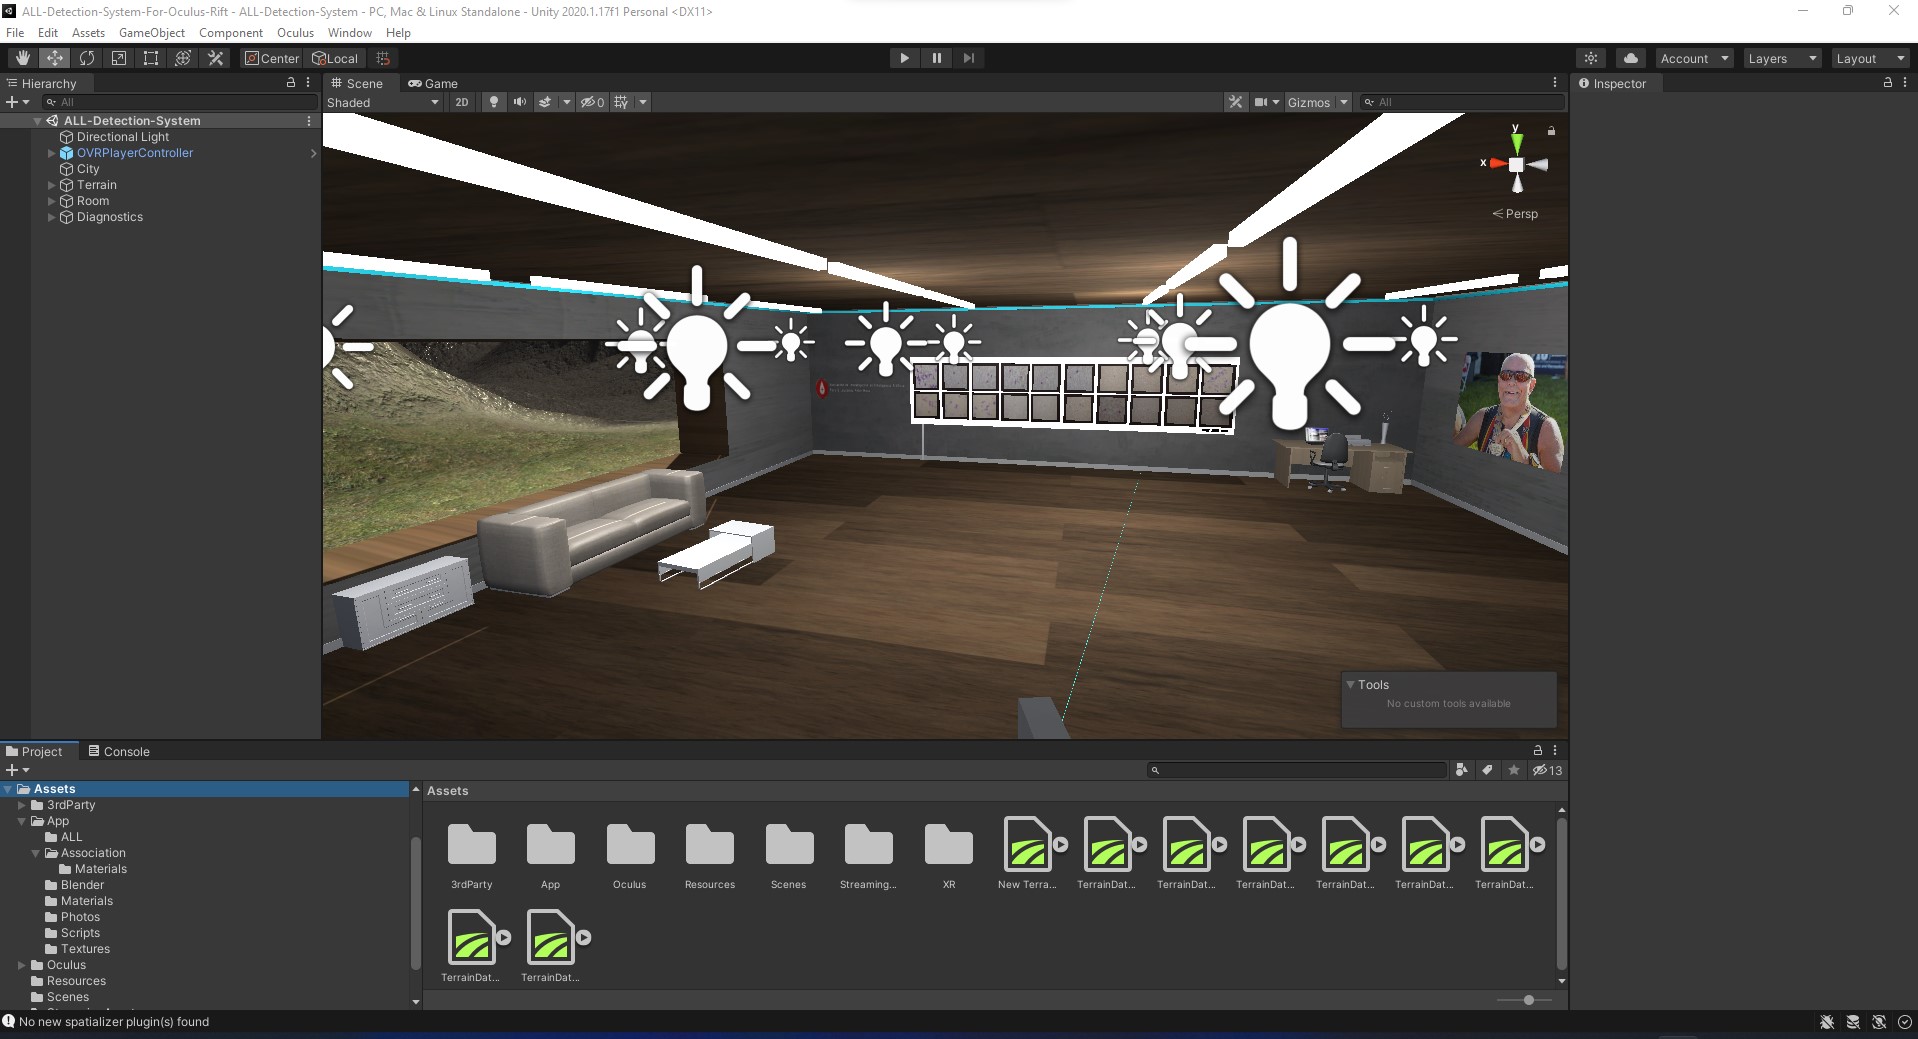 ALL-Detection-System-For-Oculus-Rift - ALL-Detection-System - PC, Mac & Linux Standalone - Unity 2020.1.17f1 Personal <DX11>
File Edit Assets GameObject Component Oculus Window Help
Center Local Account Layers Layout
Hierarchy
All
ALL-Detection-System
Directional Light
OVRPlayerController
City
Terrain
Room
Diagnostics
Scene Game
Shaded 2D 0 Gizmos All
y
x
Persp
Tools
No custom tools available
Inspector
Project Console
13
Assets
3rdParty
App
ALL
Association
Materials
Blender
Materials
Photos
Scripts
Textures
Oculus
Resources
Scenes
Assets
3rdParty App Oculus Resources Scenes Streaming... XR New Terra... TerrainDat... TerrainDat... TerrainDat... TerrainDat... TerrainDat... TerrainDat...
TerrainDat... TerrainDat...
No new spatializer plugin(s) found